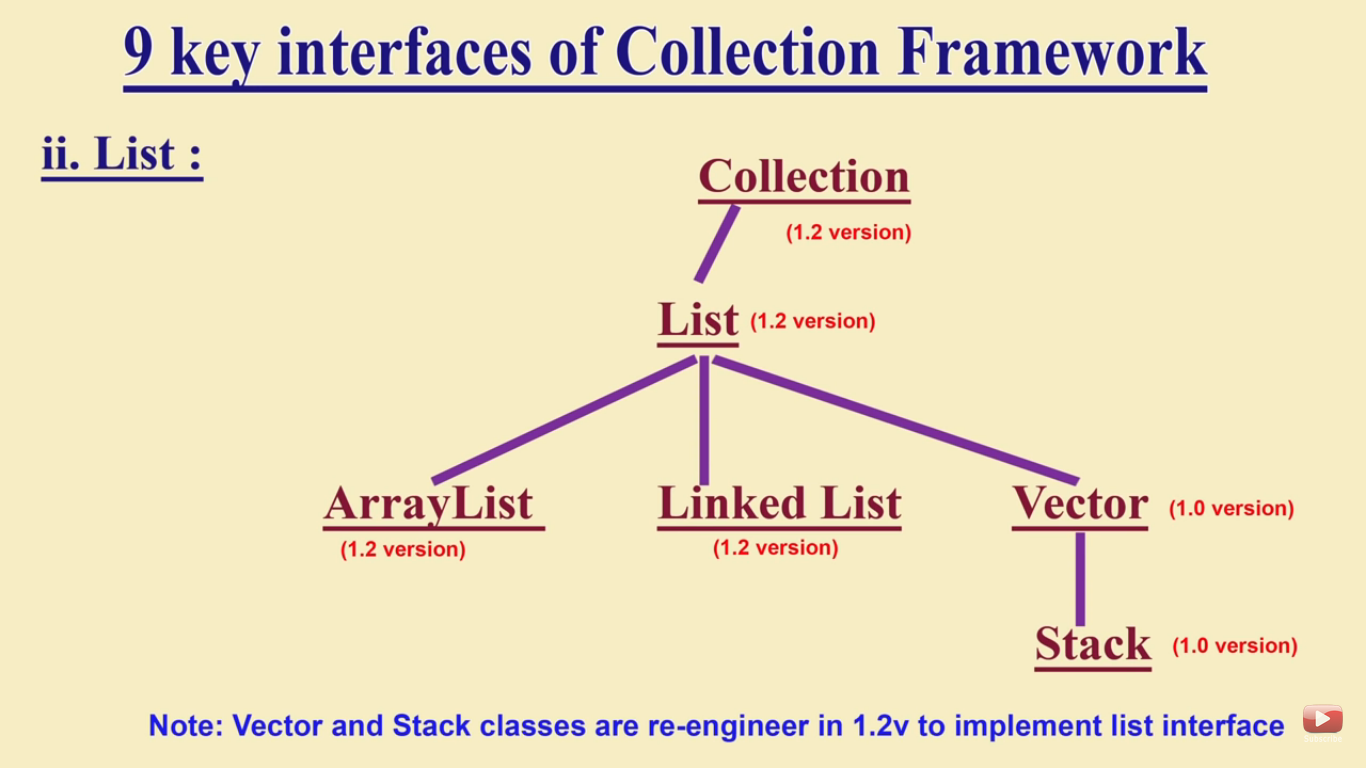 9 key interfaces of Collection Framework
ii. List :
Collection
(1.2 version)
List (1.2 version)
ArrayList
(1.2 version)
Linked List
(1.2 version)
Vector (1.0 version)
Stack (1.0 version)
Note: Vector and Stack classes are re-engineer in 1.2v to implement list interface